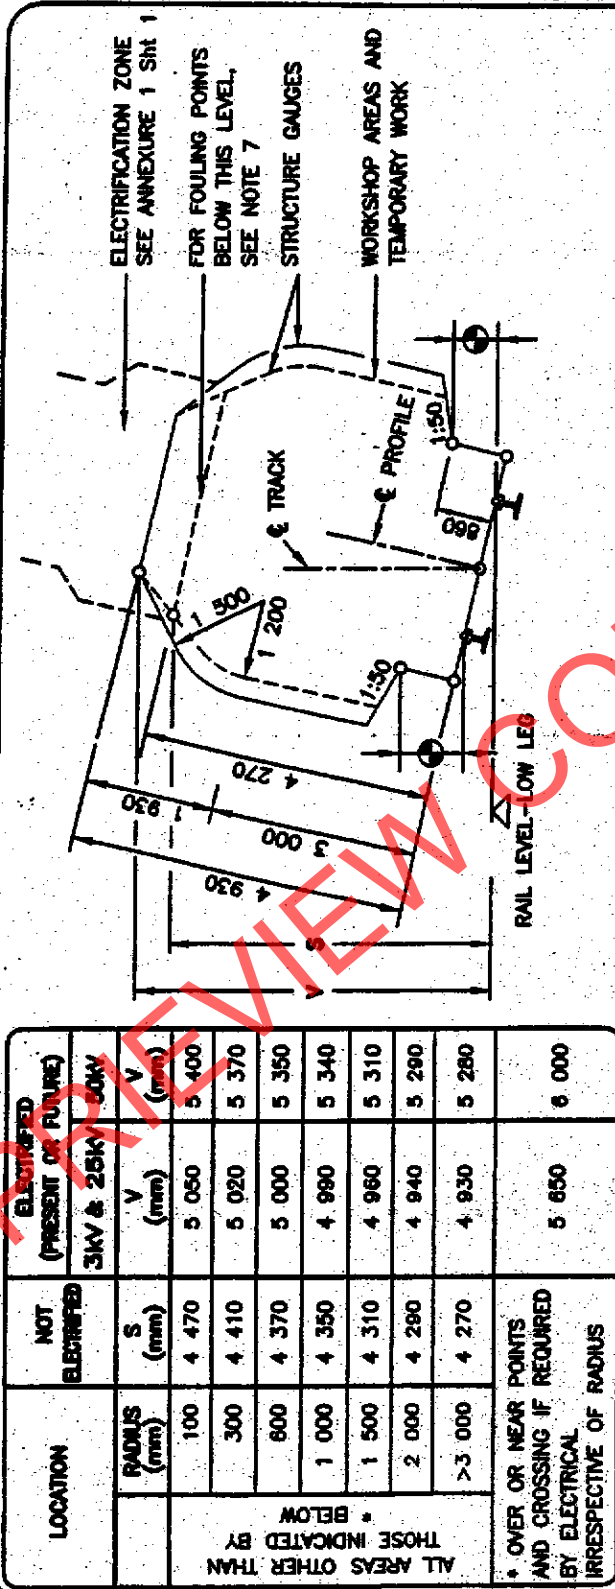 LOCATION
NOT ELECTRIFIED
ELECTRIFIED (PRESENT OR FUTURE)
3kV & 25kV 50kV
RADIUS (mm) S (mm) V (mm) V (mm)
ALL AREAS OTHER THAN
THOSE INDICATED BY
* BELOW
100 4 470 5 050 5 400
300 4 410 5 020 5 370
600 4 370 5 000 5 350
1 000 4 350 4 990 5 340
1 500 4 310 4 960 5 310
2 000 4 290 4 940 5 290
>3 000 4 270 4 930 5 280
* OVER OR NEAR POINTS
AND CROSSING IF REQUIRED
BY ELECTRICAL
IRRESPECTIVE OF RADIUS
5 650 6 000
ELECTRIFICATION ZONE
SEE ANNEXURE 1 Sht 1
FOR FOULING POINTS
BELOW THIS LEVEL,
SEE NOTE 7
STRUCTURE GAUGES
WORKSHOP AREAS AND
TEMPORARY WORK
℄ TRACK
℄ PROFILE
1:50
860
1 500
1 200
1:50
4 270
1 930
3 000
4 930
S
V
RAIL LEVEL-LOW LEG
PREVIEW CO